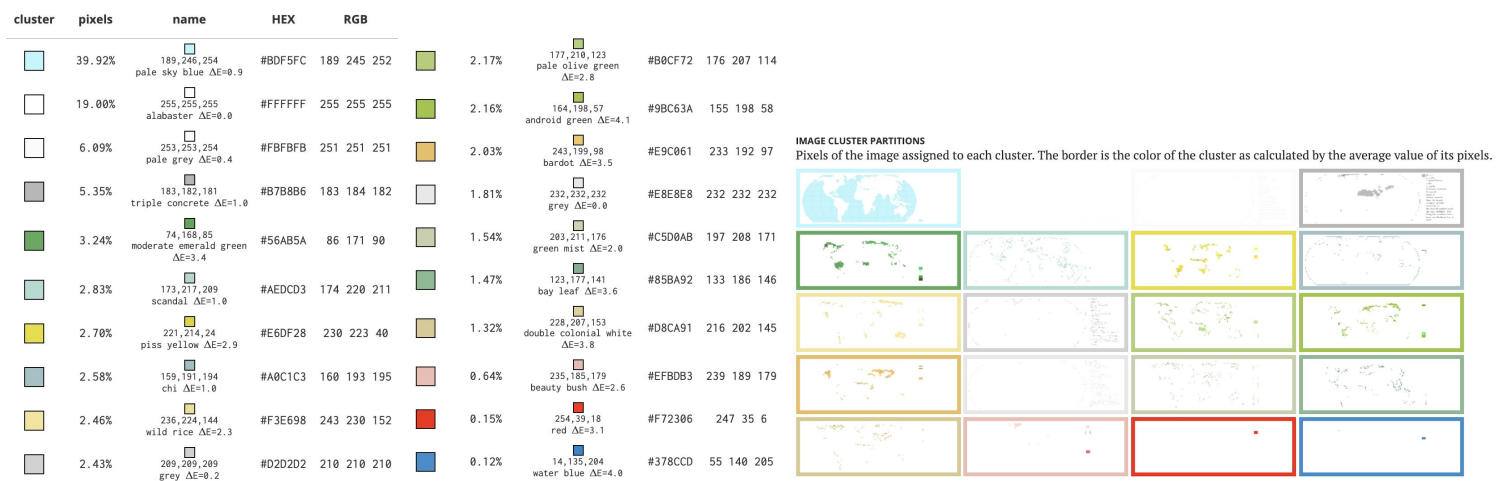 cluster pixels name HEX RGB
39.92% 189,246,254 pale sky blue ΔE=0.9 #BDF5FC 189 245 252
19.00% 255,255,255 alabaster ΔE=0.0 #FFFFFF 255 255 255
6.09% 253,253,254 pale grey ΔE=0.4 #FBFBFB 251 251 251
5.35% 183,182,181 triple concrete ΔE=1.0 #B7B8B6 183 184 182
3.24% 74,168,85 moderate emerald green ΔE=3.4 #56AB5A 86 171 90
2.83% 173,217,209 scandal ΔE=1.0 #AEDCD3 174 220 211
2.70% 221,214,24 piss yellow ΔE=2.9 #E6DF28 230 223 40
2.58% 159,191,194 chi ΔE=1.0 #A0C1C3 160 193 195
2.46% 236,224,144 wild rice ΔE=2.3 #F3E698 243 230 152
2.43% 209,209,209 grey ΔE=0.2 #D2D2D2 210 210 210
2.17% 177,210,123 pale olive green ΔE=2.8 #B0CF72 176 207 114
2.16% 164,198,57 android green ΔE=4.1 #9BC63A 155 198 58
2.03% 243,199,98 bardot ΔE=3.5 #E9C061 233 192 97
1.81% 232,232,232 grey ΔE=0.0 #E8E8E8 232 232 232
1.54% 203,211,176 green mist ΔE=2.0 #C5D0AB 197 208 171
1.47% 123,177,141 bay leaf ΔE=3.6 #85BA92 133 186 146
1.32% 228,207,153 double colonial white ΔE=3.8 #D8CA91 216 202 145
0.64% 235,185,179 beauty bush ΔE=2.6 #EFBDB3 239 189 179
0.15% 254,39,18 red ΔE=3.1 #F72306 247 35 6
0.12% 14,135,204 water blue ΔE=4.0 #378CCD 55 140 205
IMAGE CLUSTER PARTITIONS
Pixels of the image assigned to each cluster. The border is the color of the cluster as calculated by the average value of its pixels.